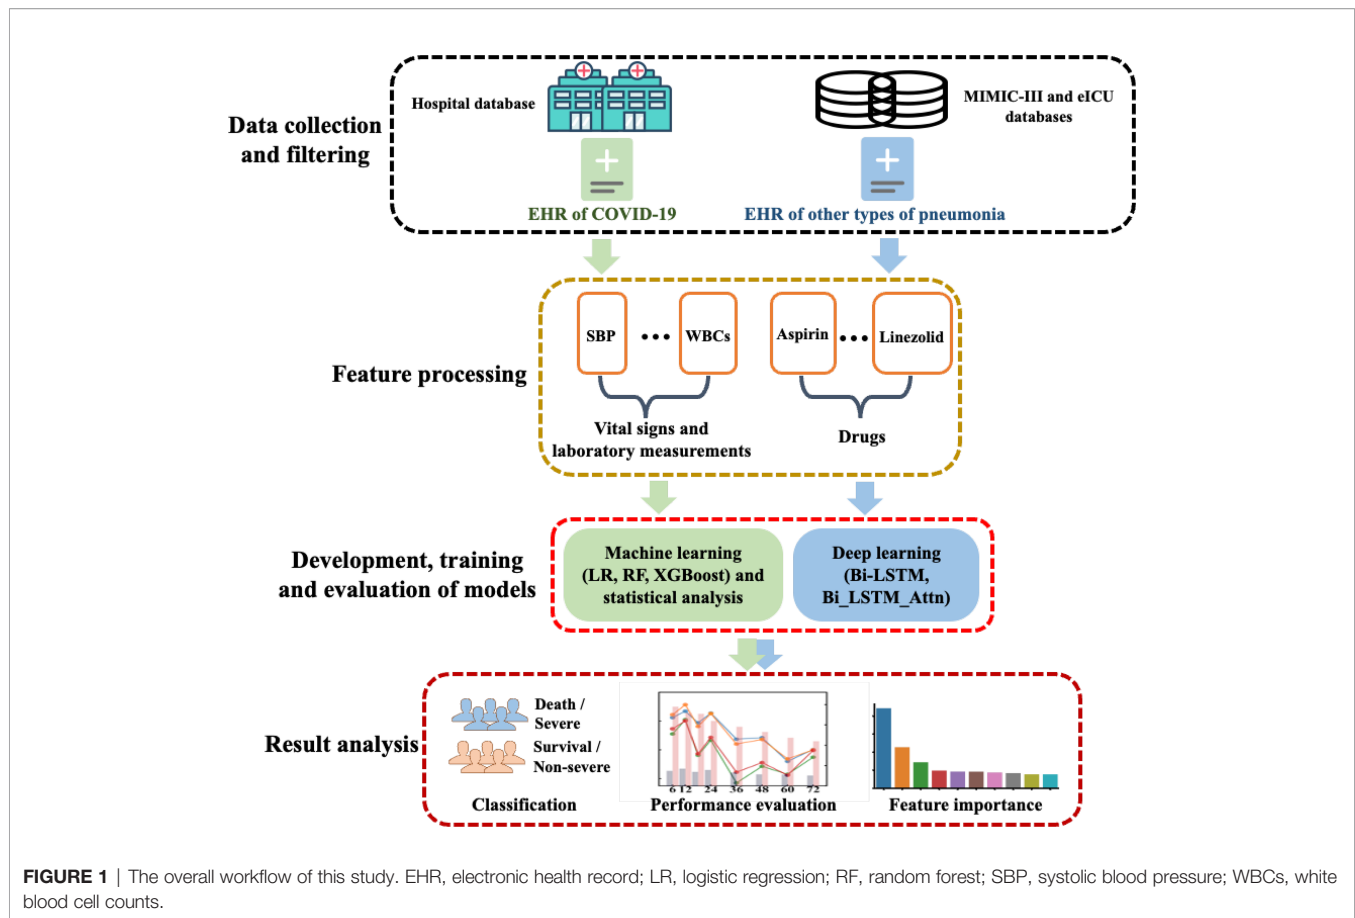 Data collection
and filtering
Hospital database
MIMIC-III and eICU
databases
EHR of COVID-19
EHR of other types of pneumonia
Feature processing
SBP
•••
WBCs
Aspirin
•••
Linezolid
Vital signs and
laboratory measurements
Drugs
Development, training
and evaluation of models
Machine learning
(LR, RF, XGBoost) and
statistical analysis
Deep learning
(Bi-LSTM,
Bi_LSTM_Attn)
Result analysis
Death /
Severe
Survival /
Non-severe
Classification
6 12 24 36 48 60 72
Performance evaluation
Feature importance
FIGURE 1 | The overall workflow of this study. EHR, electronic health record; LR, logistic regression; RF, random forest; SBP, systolic blood pressure; WBCs, white
blood cell counts.